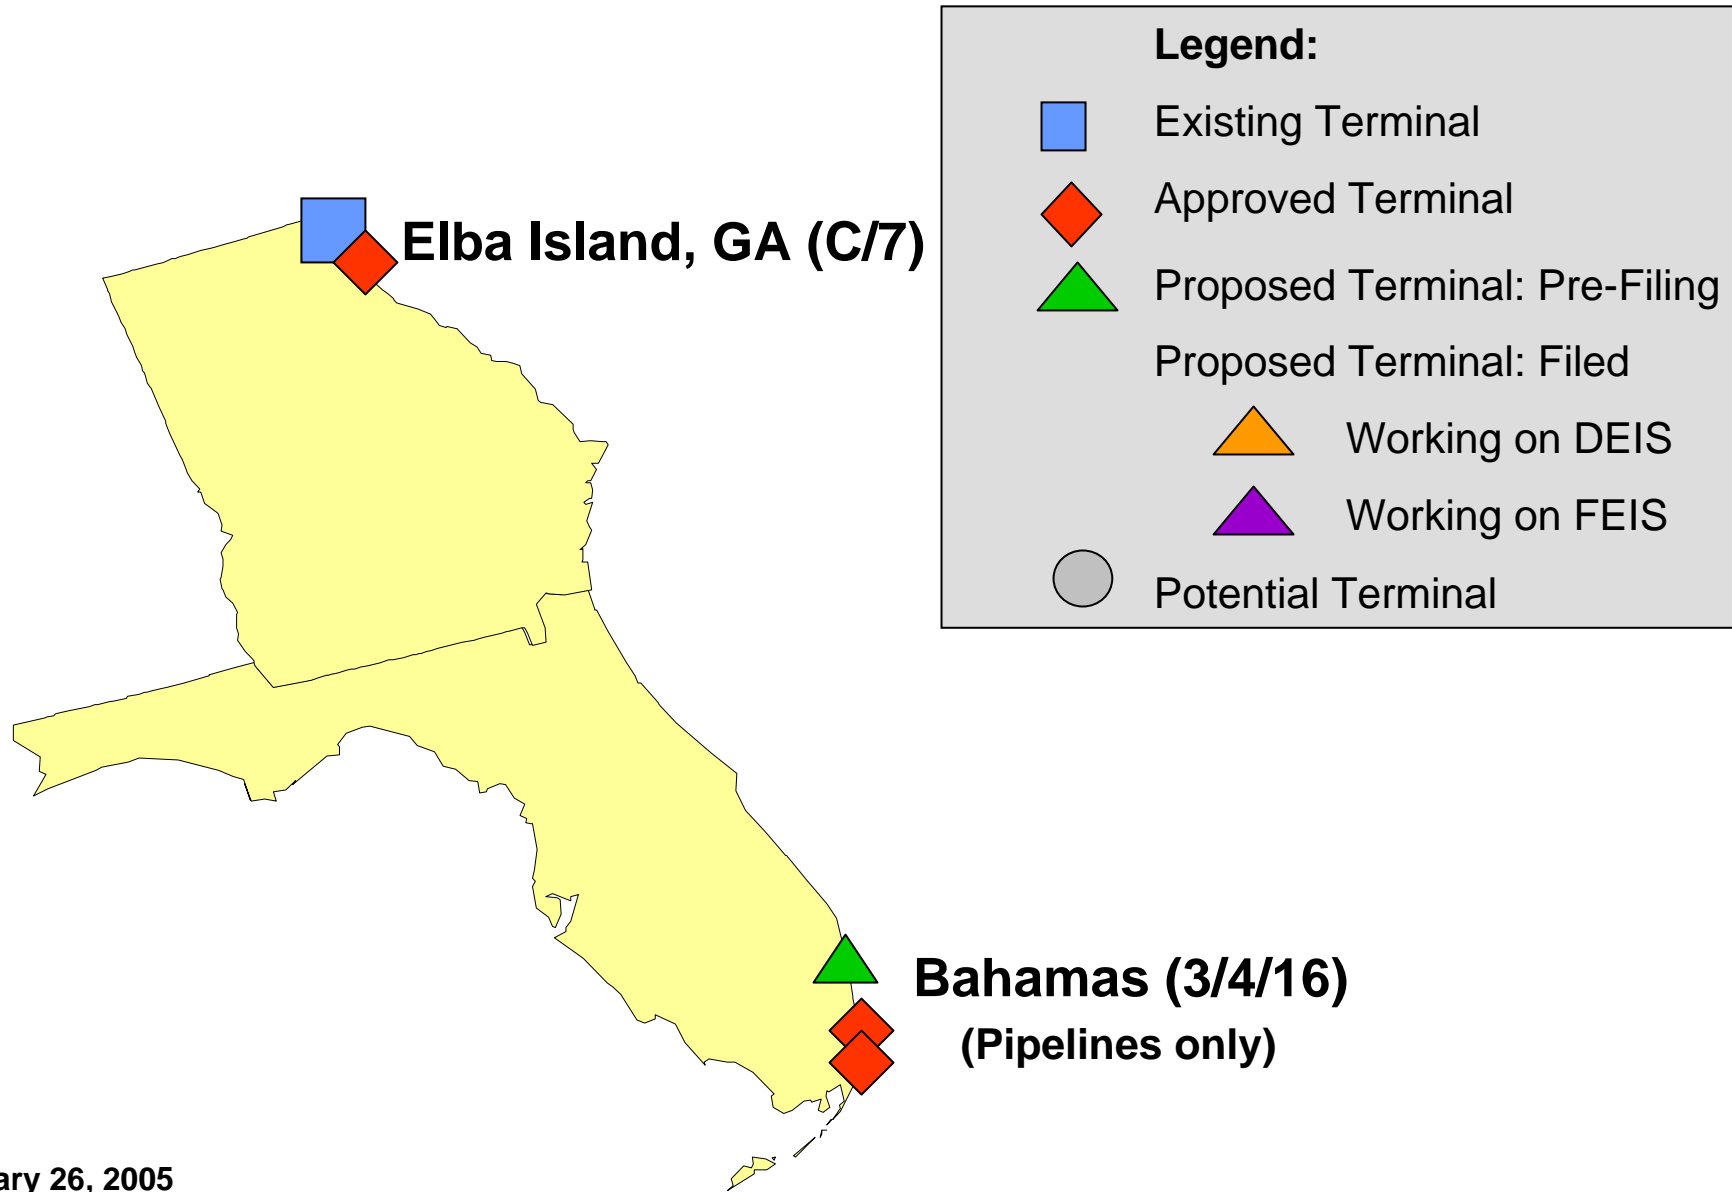 Legend:
Existing Terminal
Approved Terminal
Elba Island, GA (C/7)
Proposed Terminal: Pre-Filing
Proposed Terminal: Filed
Working on DEIS
Working on FEIS
Potential Terminal
Bahamas (3/4/16)
(Pipelines only)
26, 2005